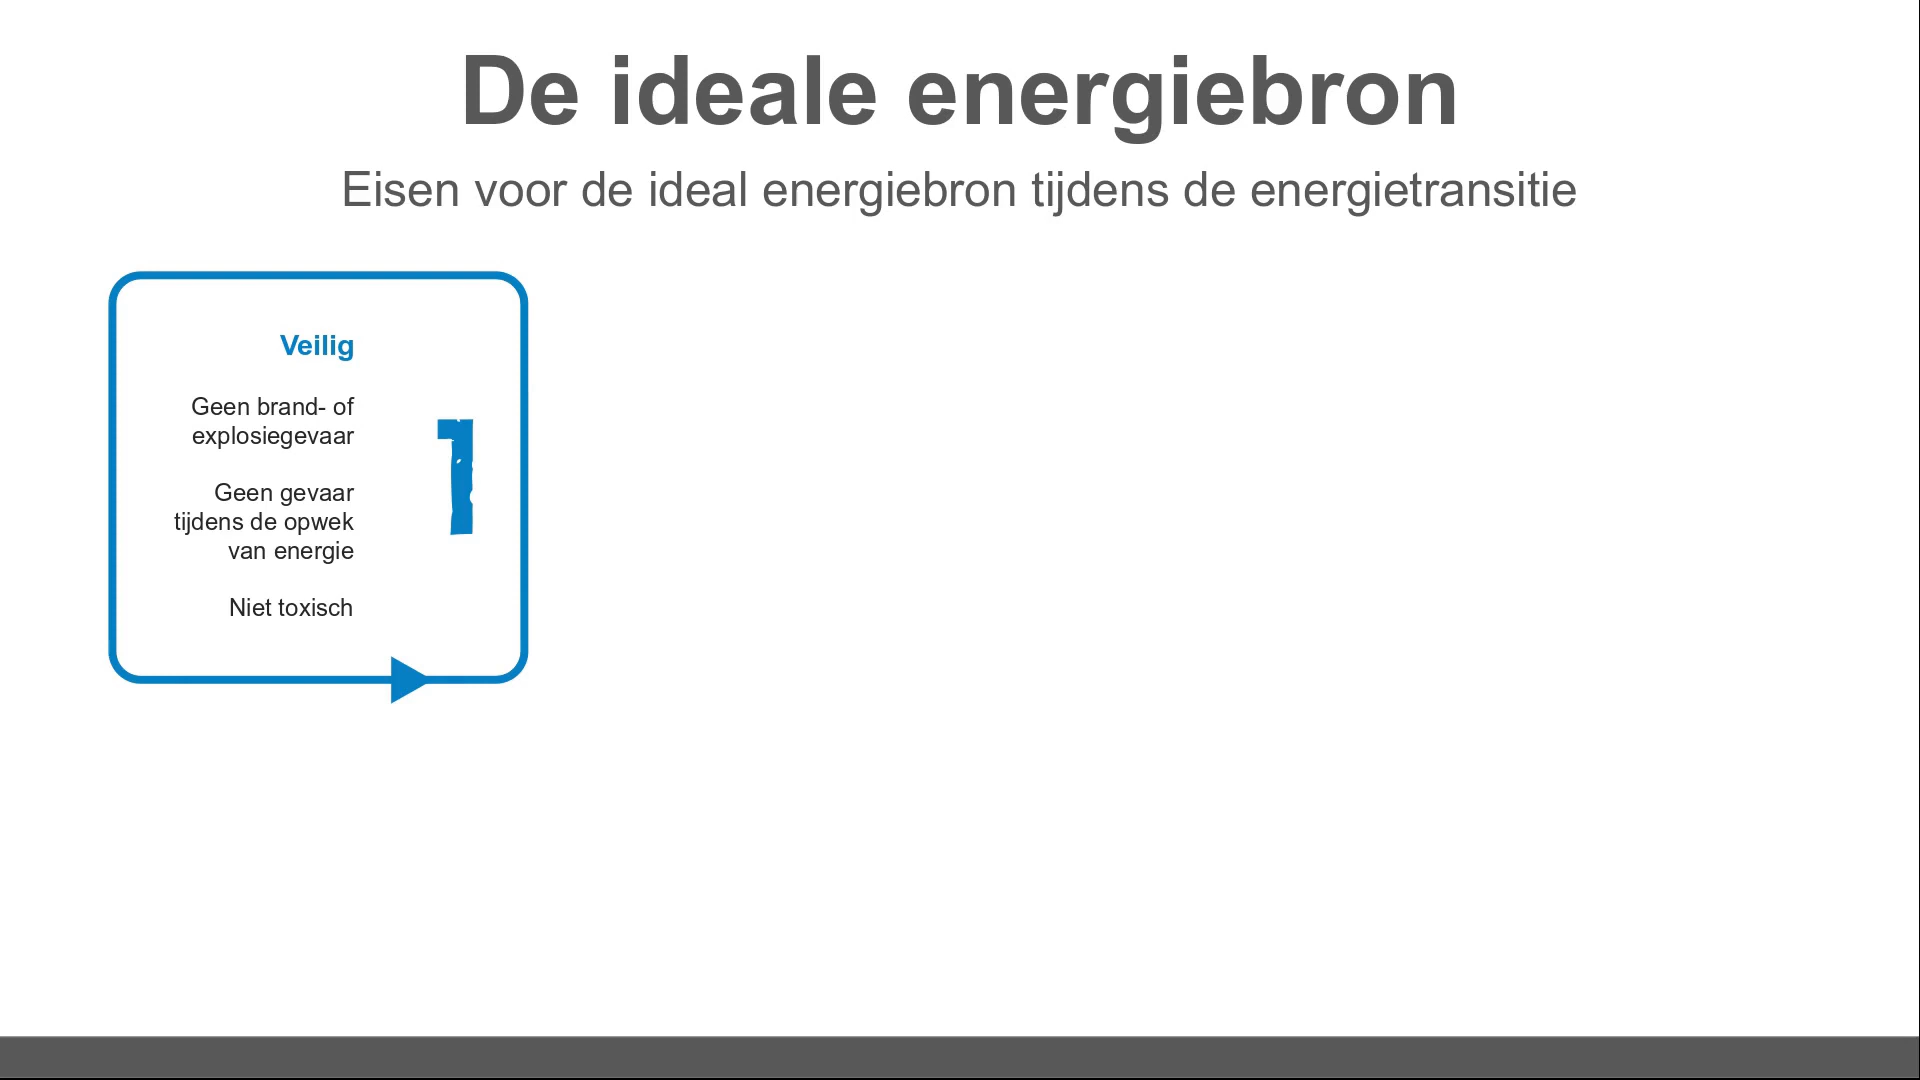 De ideale energiebron
Eisen voor de ideal energiebron tijdens de energietransitie
Veilig
Geen brand- of
explosiegevaar
Geen gevaar
tijdens de opwek
van energie
Niet toxisch
1